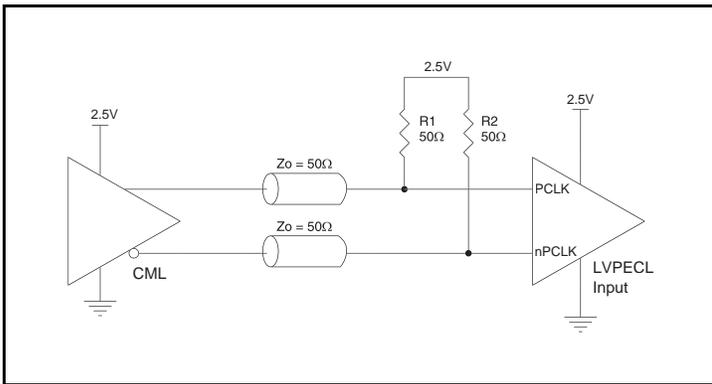 2.5V
2.5V
2.5V
R1
50Ω
R2
50Ω
Zo = 50Ω
PCLK
Zo = 50Ω
nPCLK
CML
LVPECL
Input